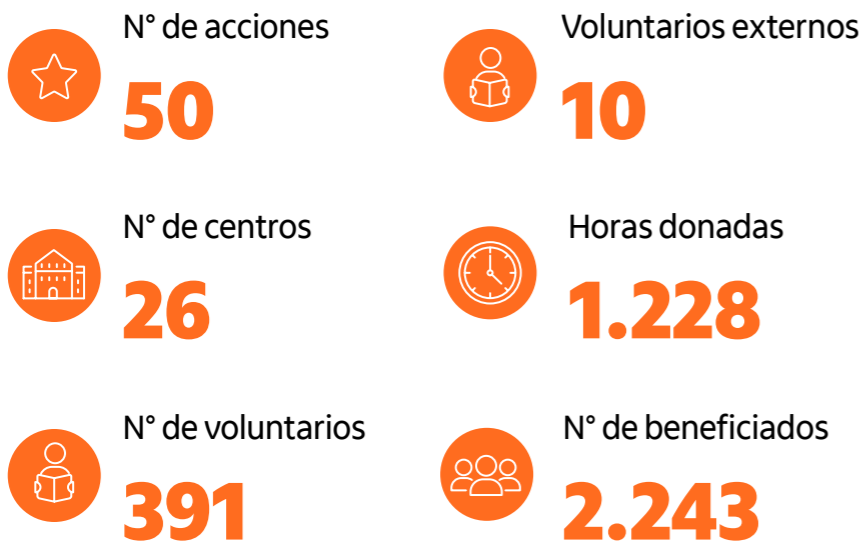 N° de acciones
50
Voluntarios externos
10
N° de centros
26
Horas donadas
1.228
N° de voluntarios
391
N° de beneficiados
2.243